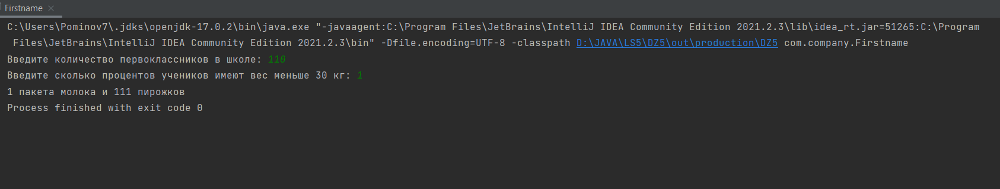 Firstname
C:\Users\Pominov7\.jdks\openjdk-17.0.2\bin\java.exe "-javaagent:C:\Program Files\JetBrains\IntelliJ IDEA Community Edition 2021.2.3\lib\idea_rt.jar=51265:C:\Program
Files\JetBrains\IntelliJ IDEA Community Edition 2021.2.3\bin" -Dfile.encoding=UTF-8 -classpath D:\JAVA\LS5\DZ5\out\production\DZ5 com.company.Firstname
Введите количество первоклассников в школе: 110
Введите сколько процентов учеников имеют вес меньше 30 кг: 1
1 пакета молока и 111 пирожков
Process finished with exit code 0